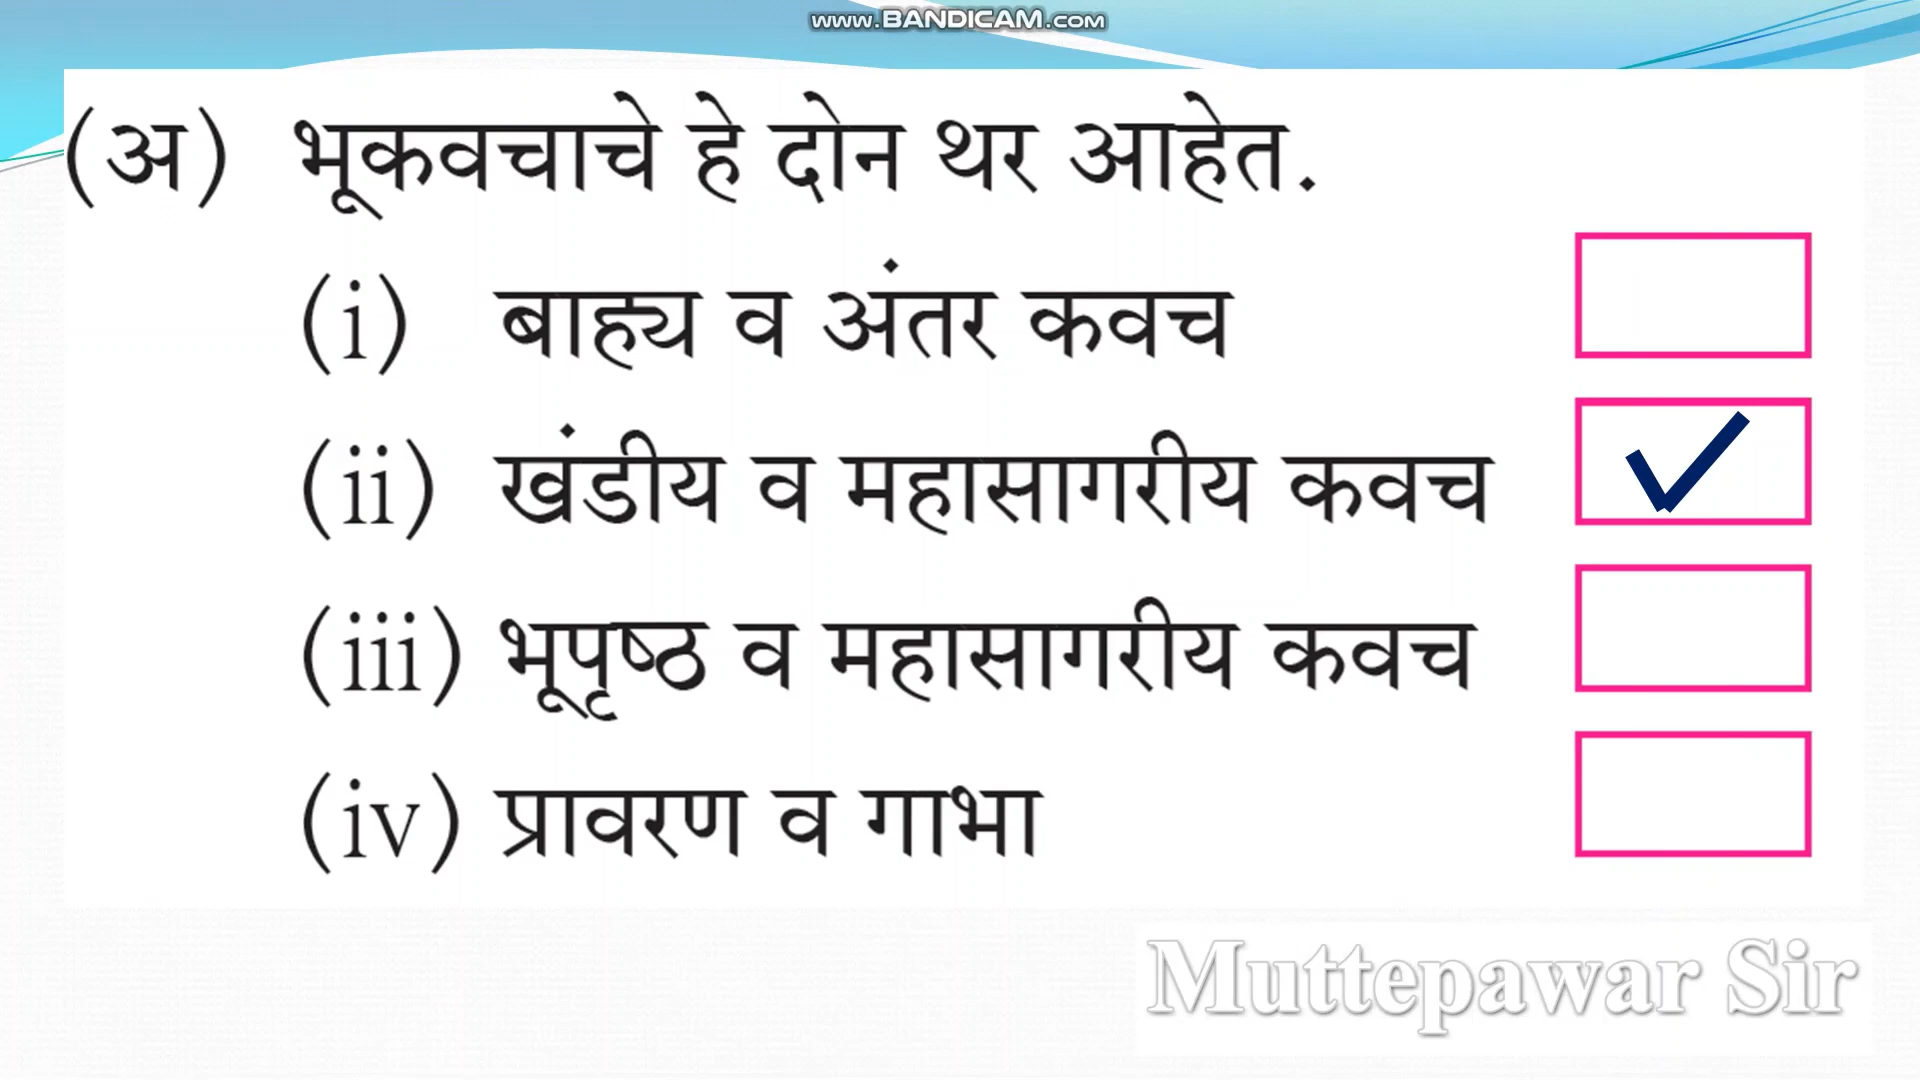 www.BANDICAM.com
(अ) भूकवचाचे हे दोन थर आहेत.
(i) बाह्य व अंतर कवच
(ii) खंडीय व महासागरीय कवच
(iii) भूपृष्ठ व महासागरीय कवच
(iv) प्रावरण व गाभा
Muttepawar Sir